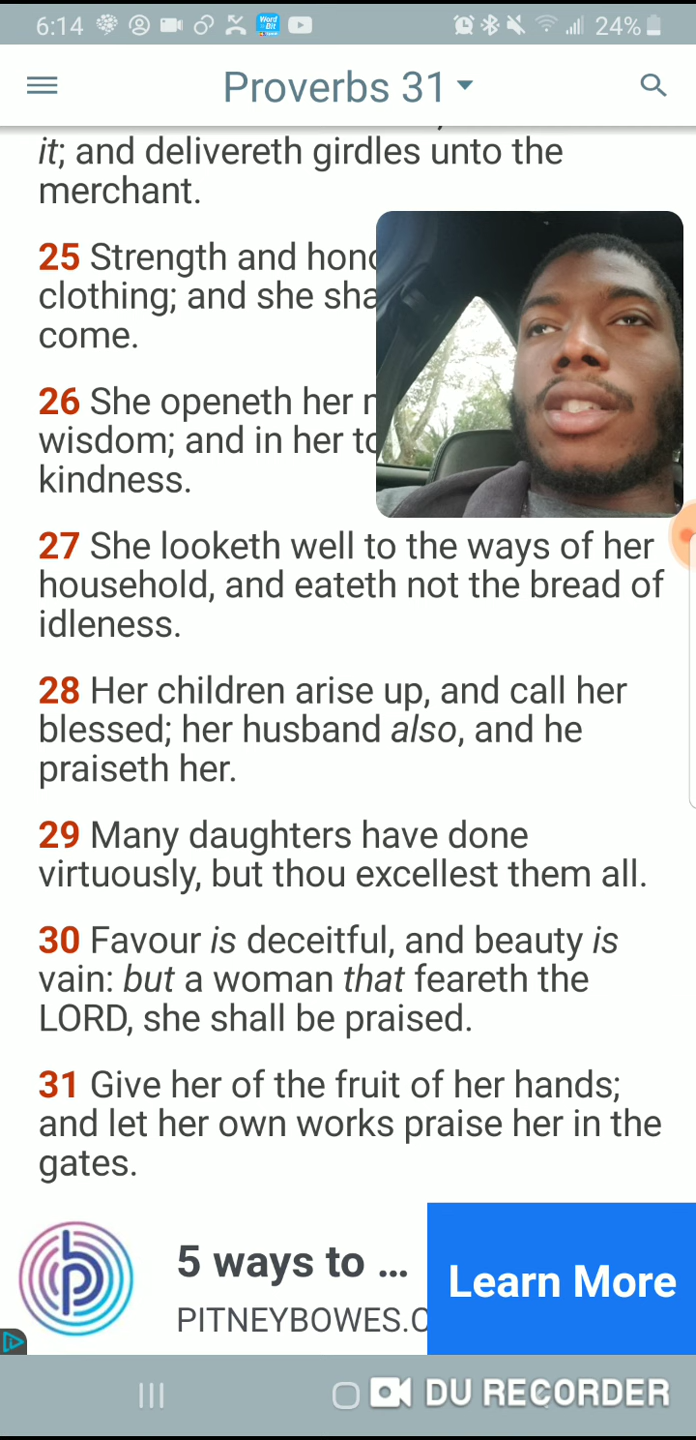 6:14 24%
Proverbs 31
it; and delivereth girdles unto the
merchant.
25 Strength and
clothing; and she
come.
26 She openeth her
wisdom; and in her
kindness.
27 She looketh well to the ways of her
household, and eateth not the bread of
idleness.
28 Her children arise up, and call her
blessed; her husband also, and he
praiseth her.
29 Many daughters have done
virtuously, but thou excellest them all.
30 Favour is deceitful, and beauty is
vain: but a woman that feareth the
LORD, she shall be praised.
31 Give her of the fruit of her hands;
and let her own works praise her in the
gates.
5 ways to ...
Learn More
PITNEYBOWES.C
DU RECORDER